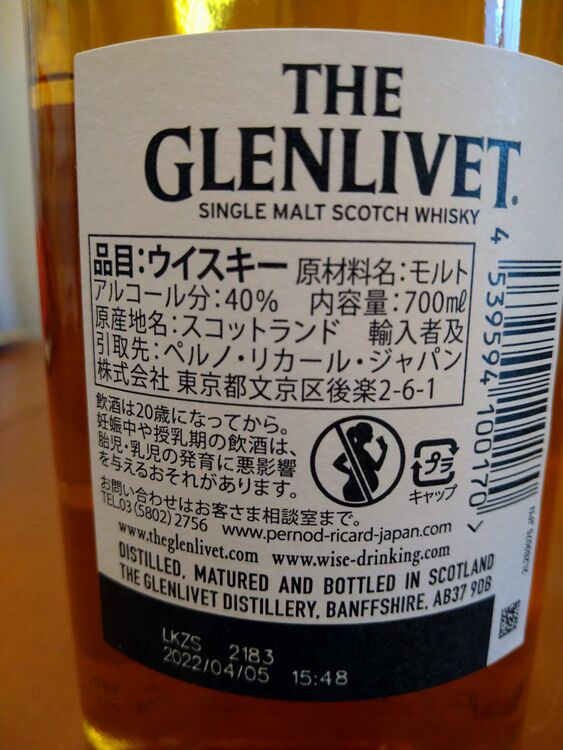 THE
GLENLIVET®
SINGLE MALT SCOTCH WHISKY
品目：ウイスキー 原材料名：モルト
アルコール分：40% 内容量：700㎖
原産地名：スコットランド 輸入者及
引取先：ペルノ・リカール・ジャパン
株式会社 東京都文京区後楽2-6-1
飲酒は20歳になってから。
妊娠中や授乳期の飲酒は、
胎児・乳児の発育に悪影響
を与えるおそれがあります。
プラ
キャップ
お問い合わせはお客さま相談室まで。
TEL.03(5802)2756 www.pernod-ricard-japan.com
www.theglenlivet.com www.wise-drinking.com
DISTILLED, MATURED AND BOTTLED IN SCOTLAND
THE GLENLIVET DISTILLERY, BANFFSHIRE, AB37 9DB
4 539594 100170 >
LKZS 2183
2022/04/05 15:48